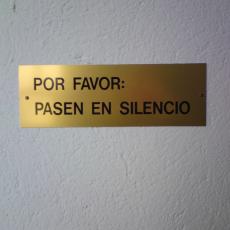 POR FAVOR:
PASEN EN SILENCIO